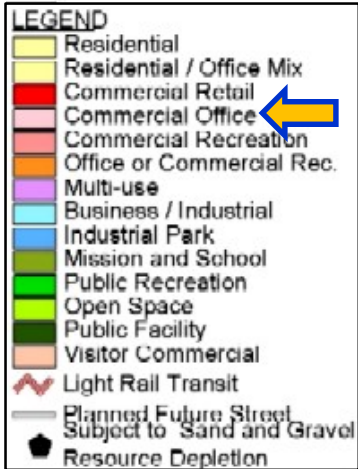 LEGEND
Residential
Residential / Office Mix
Commercial Retail
Commercial Office
Commercial Recreation
Office or Commercial Rec.
Multi-use
Business / Industrial
Industrial Park
Mission and School
Public Recreation
Open Space
Public Facility
Visitor Commercial
Light Rail Transit
Planned Future Street
Subject to Sand and Gravel
Resource Depletion